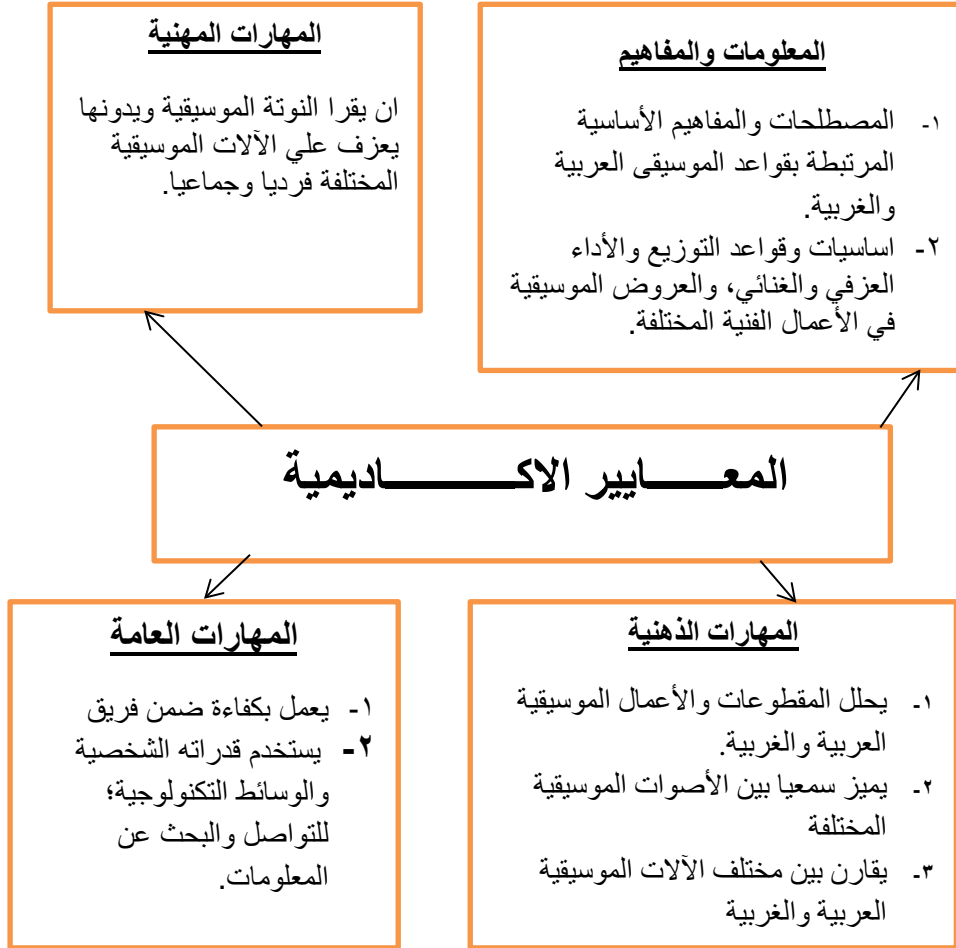 المعلومات والمفاهيم
١- المصطلحات والمفاهيم الأساسية
المرتبطة بقواعد الموسيقى العربية
والغربية.
٢- اساسيات وقواعد التوزيع والأداء
العزفي والغنائي، والعروض الموسيقية
في الأعمال الفنية المختلفة.
المهارات المهنية
ان يقرا النوتة الموسيقية ويدونها
يعزف علي الآلات الموسيقية
المختلفة فرديا وجماعيا.
المعـــــايير الاكـــــــــاديمية
المهارات الذهنية
١- يحلل المقطوعات والأعمال الموسيقية
العربية والغربية.
٢- يميز سمعيا بين الأصوات الموسيقية
المختلفة
٣- يقارن بين مختلف الآلات الموسيقية
العربية والغربية
المهارات العامة
١- يعمل بكفاءة ضمن فريق
٢- يستخدم قدراته الشخصية
والوسائط التكنولوجية؛
للتواصل والبحث عن
المعلومات.